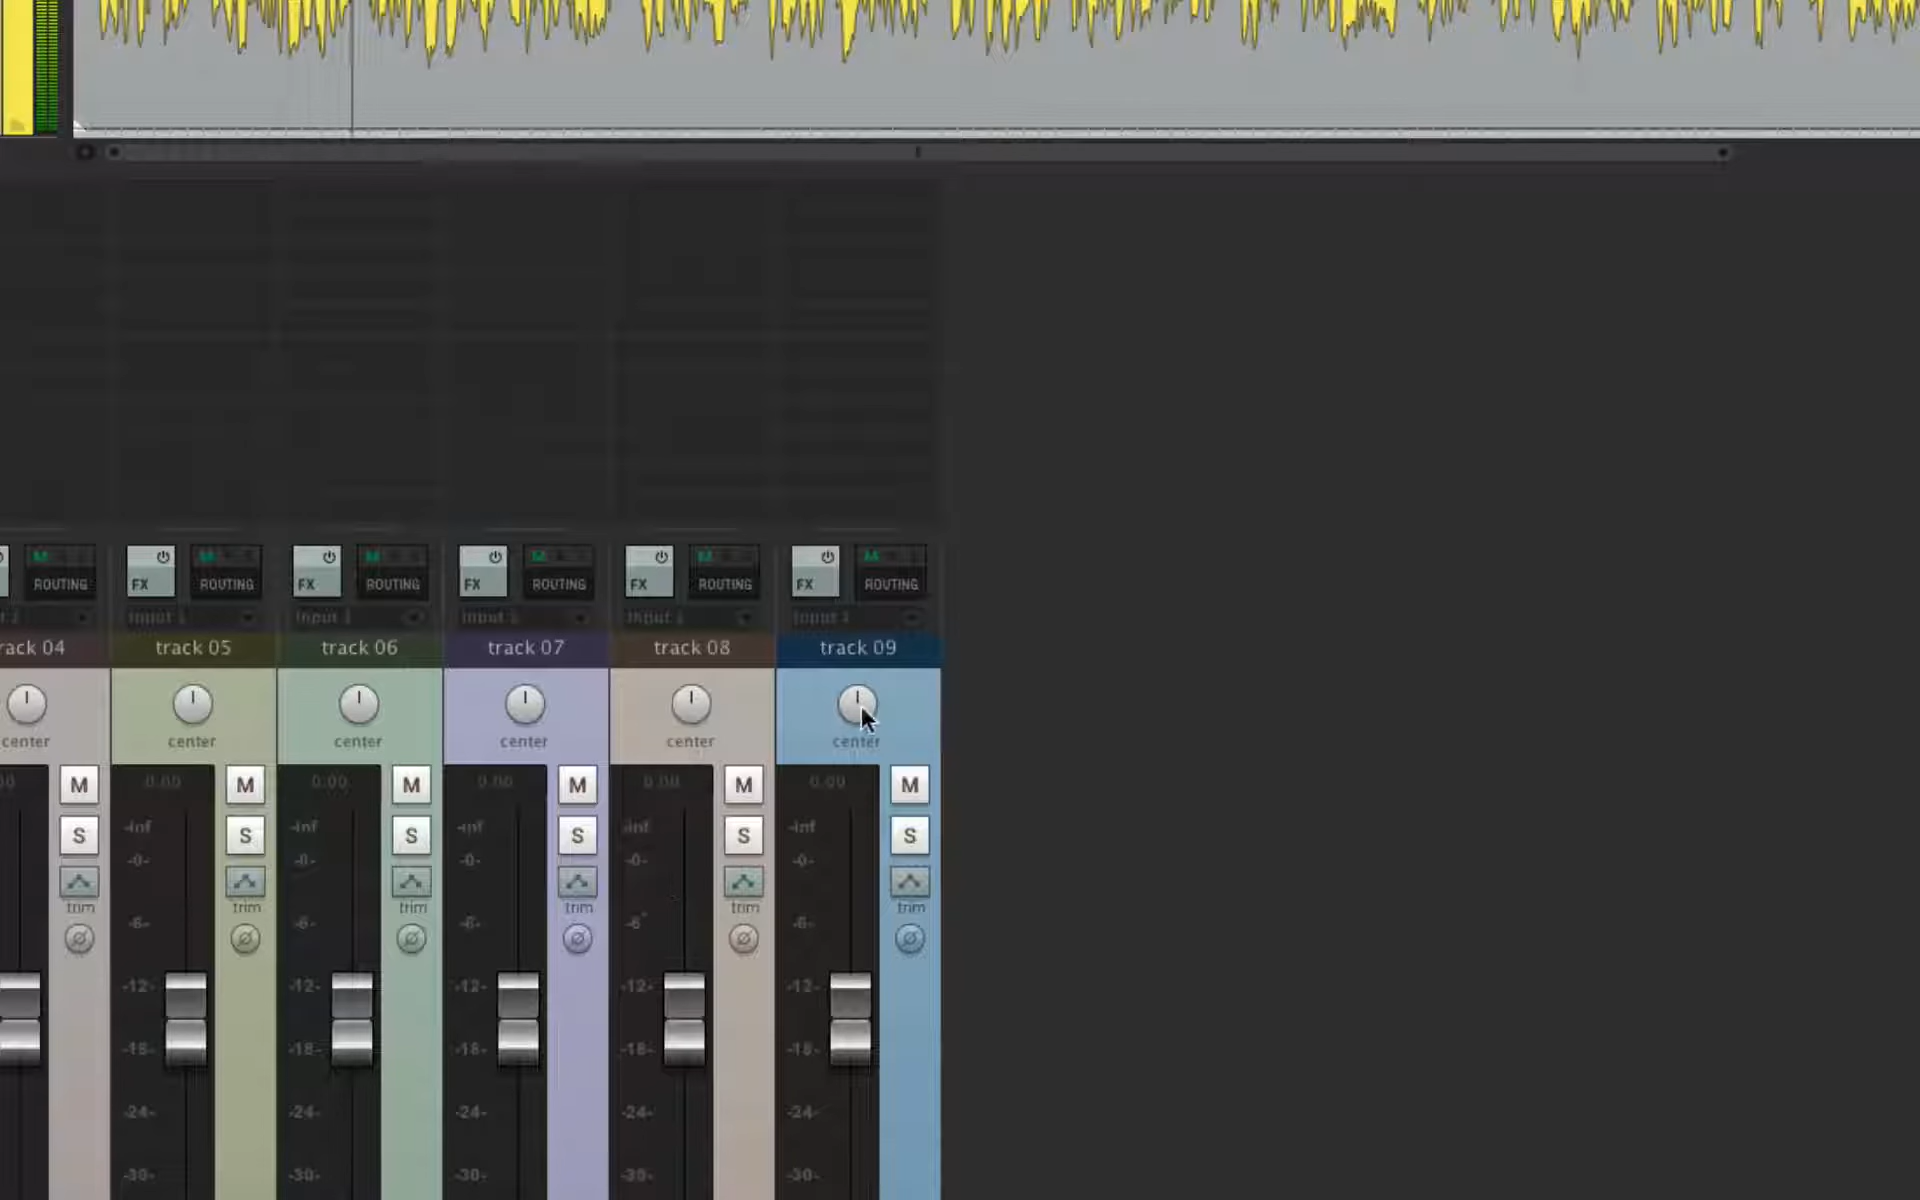 M M M M M M
FX FX FX FX FX
ROUTING ROUTING ROUTING ROUTING ROUTING ROUTING
Input 1 Input 1 Input 1 Input 1 Input 1
track 05 track 06 track 07 track 08 track 09
center center center center center center
0.00 0.00 0.00 0.00 0.00
M M M M M M
-inf -inf -inf -inf -inf
S S S S S S
-0- -0- -0- -0- -0-
trim trim trim trim trim trim
-6- -6- -6- -6- -6-
-12- -12- -12- -12- -12-
-18- -18- -18- -18- -18-
-24- -24- -24- -24- -24-
-30- -30- -30- -30- -30-